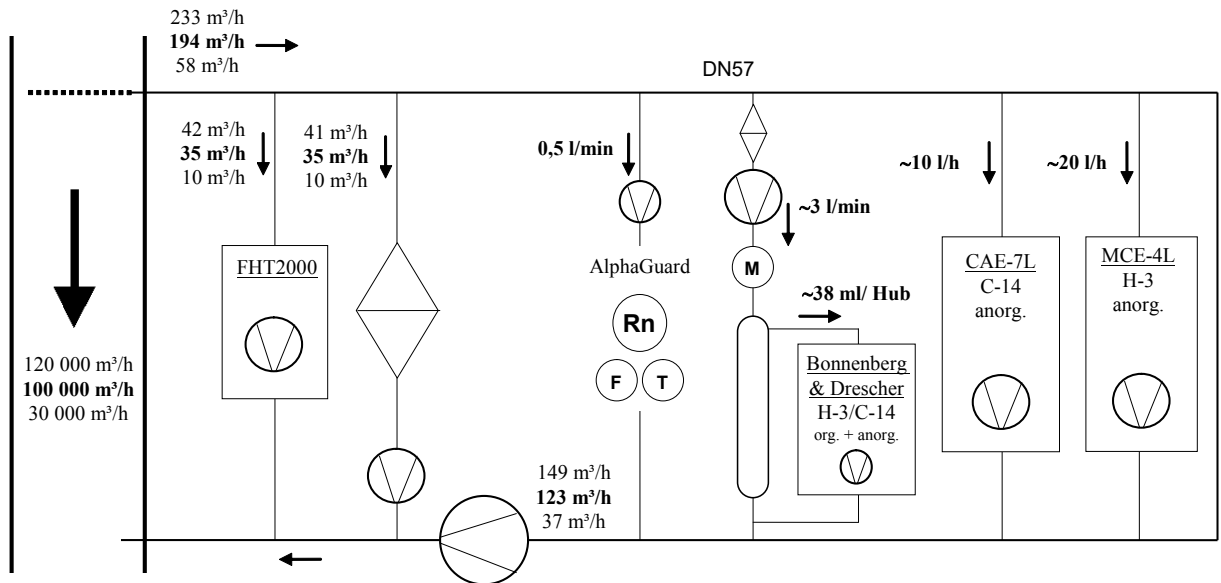 233 m³/h
194 m³/h
58 m³/h
DN57
42 m³/h
35 m³/h
10 m³/h
41 m³/h
35 m³/h
10 m³/h
0,5 l/min
~3 l/min
~10 l/h
~20 l/h
FHT2000
AlphaGuard
Rn
F
T
M
~38 ml/ Hub
Bonnenberg
& Drescher
H-3/C-14
org. + anorg.
CAE-7L
C-14
anorg.
MCE-4L
H-3
anorg.
120 000 m³/h
100 000 m³/h
30 000 m³/h
149 m³/h
123 m³/h
37 m³/h